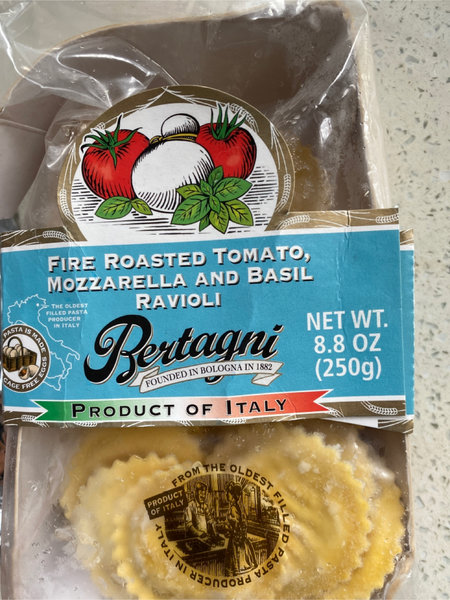 FIRE ROASTED TOMATO,
MOZZARELLA AND BASIL
RAVIOLI
THE OLDEST
FILLED PASTA
PRODUCER
IN ITALY
PASTA IS MADE
CAGE FREE EGGS
Bertagni
FOUNDED IN BOLOGNA IN 1882
NET WT.
8.8 OZ
(250g)
PRODUCT OF ITALY
FROM THE OLDEST FILLED PASTA PRODUCER IN ITALY
PRODUCT
OF ITALY